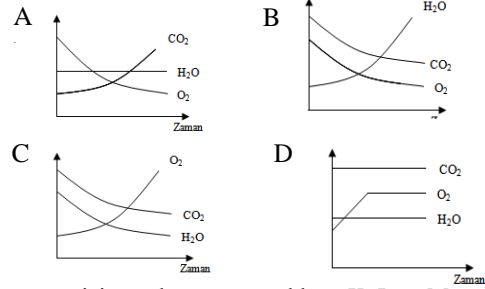 A
CO₂
H₂O
O₂
Zaman
B
H₂O
CO₂
O₂
C
O₂
CO₂
H₂O
Zaman
D
CO₂
O₂
H₂O
Zaman